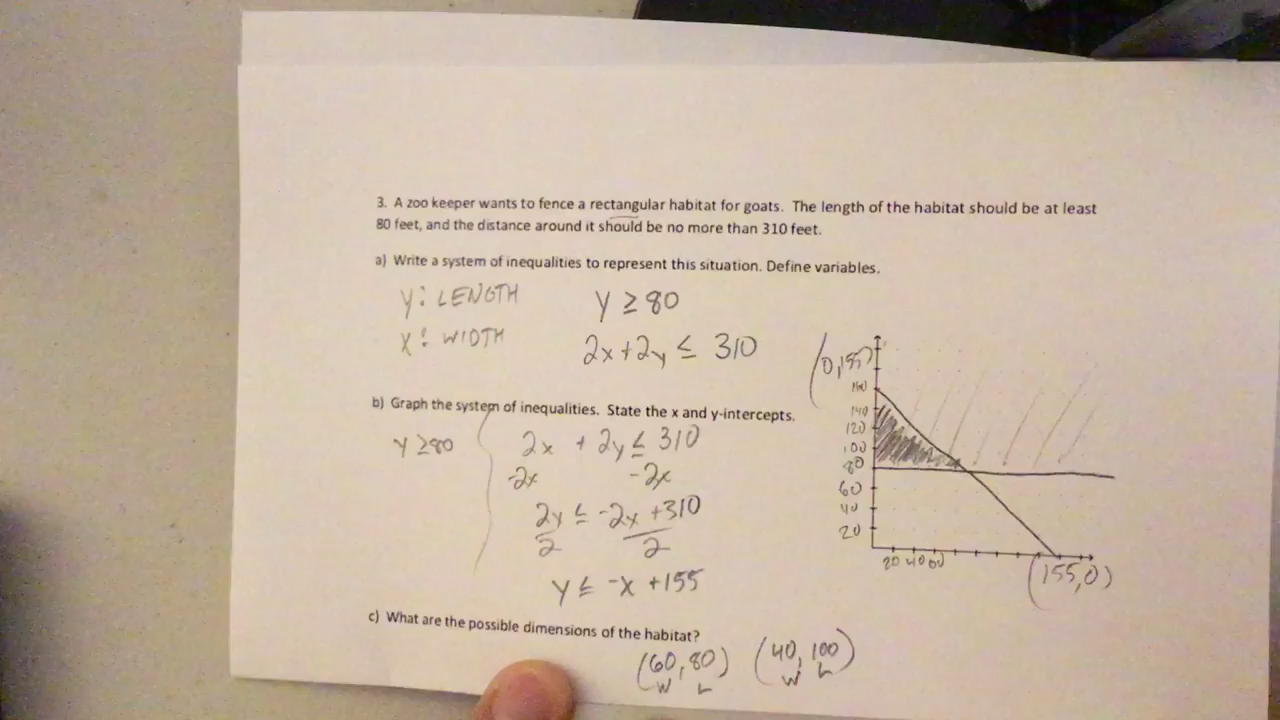 3. A zoo keeper wants to fence a rectangular habitat for goats. The length of the habitat should be at least
80 feet, and the distance around it should be no more than 310 feet.
a) Write a system of inequalities to represent this situation. Define variables.
Y: LENGTH
Y ≥ 80
X: WIDTH
2x + 2y ≤ 310
b) Graph the system of inequalities. State the x and y-intercepts.
Y ≥ 80
2x + 2y ≤ 310
-2x -2x
2y ≤ -2x + 310
2 2
y ≤ -x + 155
(0,155)
160
140
120
100
80
60
40
20
20 40 60
(155,0)
c) What are the possible dimensions of the habitat?
(60,80) (40,100)
W L W L